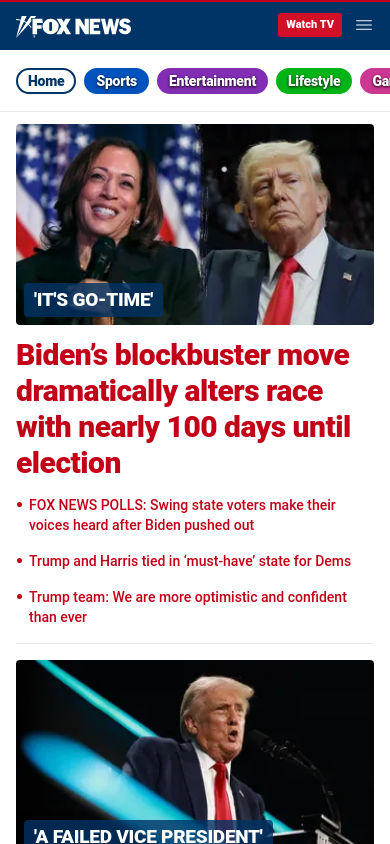 FOX NEWS
Watch TV
Home
Sports
Entertainment
Lifestyle
'IT'S GO-TIME'
Biden’s blockbuster move
dramatically alters race
with nearly 100 days until
election
• FOX NEWS POLLS: Swing state voters make their
voices heard after Biden pushed out
• Trump and Harris tied in ‘must-have’ state for Dems
• Trump team: We are more optimistic and confident
than ever
'A FAILED VICE PRESIDENT'